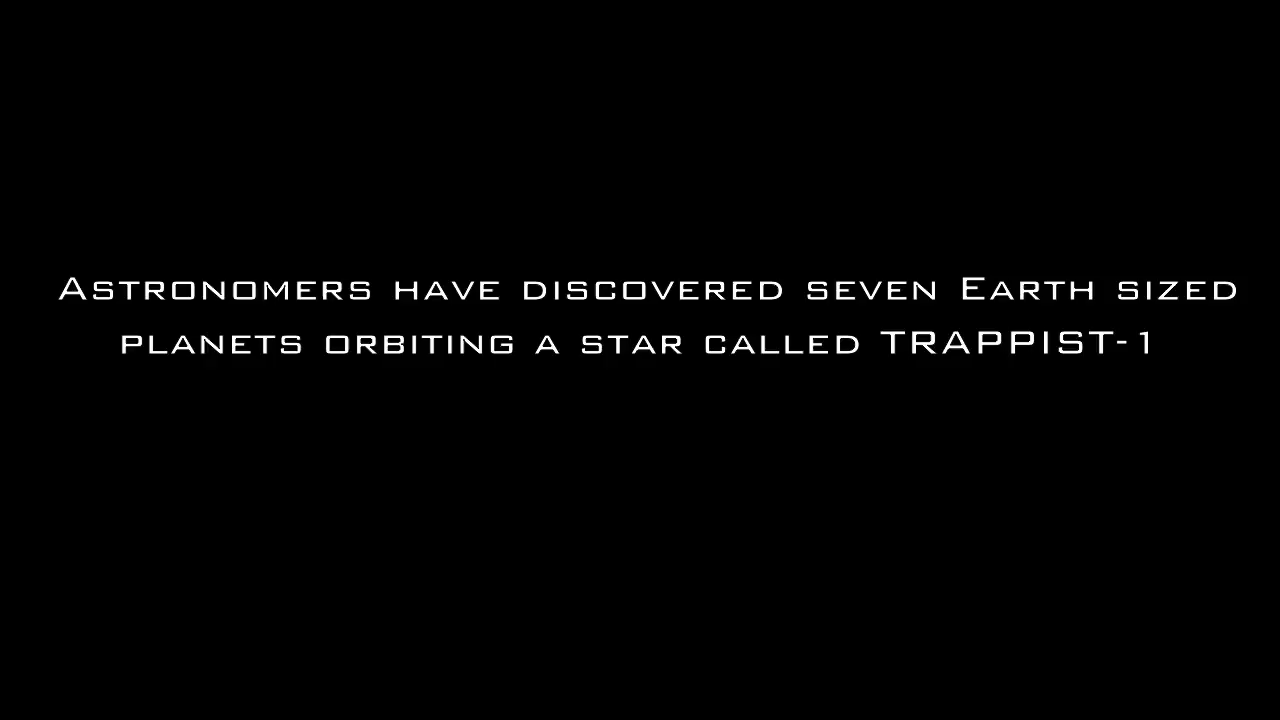 Astronomers have discovered seven Earth sized
planets orbiting a star called TRAPPIST-1